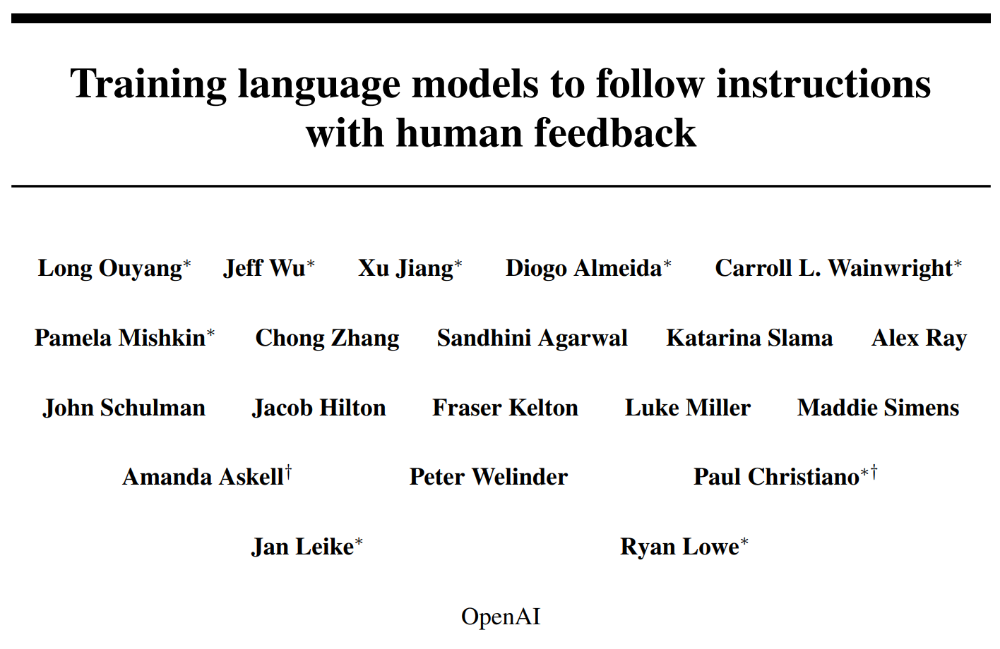 Training language models to follow instructions
with human feedback
Long Ouyang∗ Jeff Wu∗ Xu Jiang∗ Diogo Almeida∗ Carroll L. Wainwright∗
Pamela Mishkin∗ Chong Zhang Sandhini Agarwal Katarina Slama Alex Ray
John Schulman Jacob Hilton Fraser Kelton Luke Miller Maddie Simens
Amanda Askell† Peter Welinder Paul Christiano∗†
Jan Leike∗ Ryan Lowe∗
OpenAI